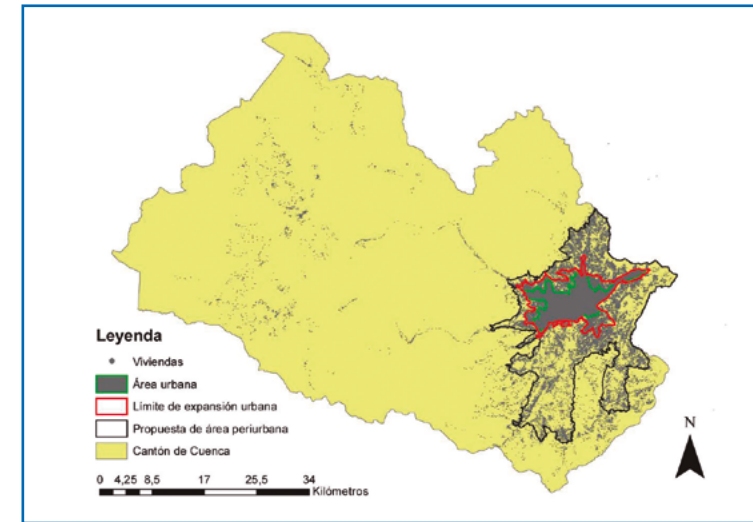 N
Leyenda
Viviendas
Área urbana
Límite de expansión urbana
Propuesta de área periurbana
Cantón de Cuenca
0 4,25 8,5 17 25,5 34
Kilómetros